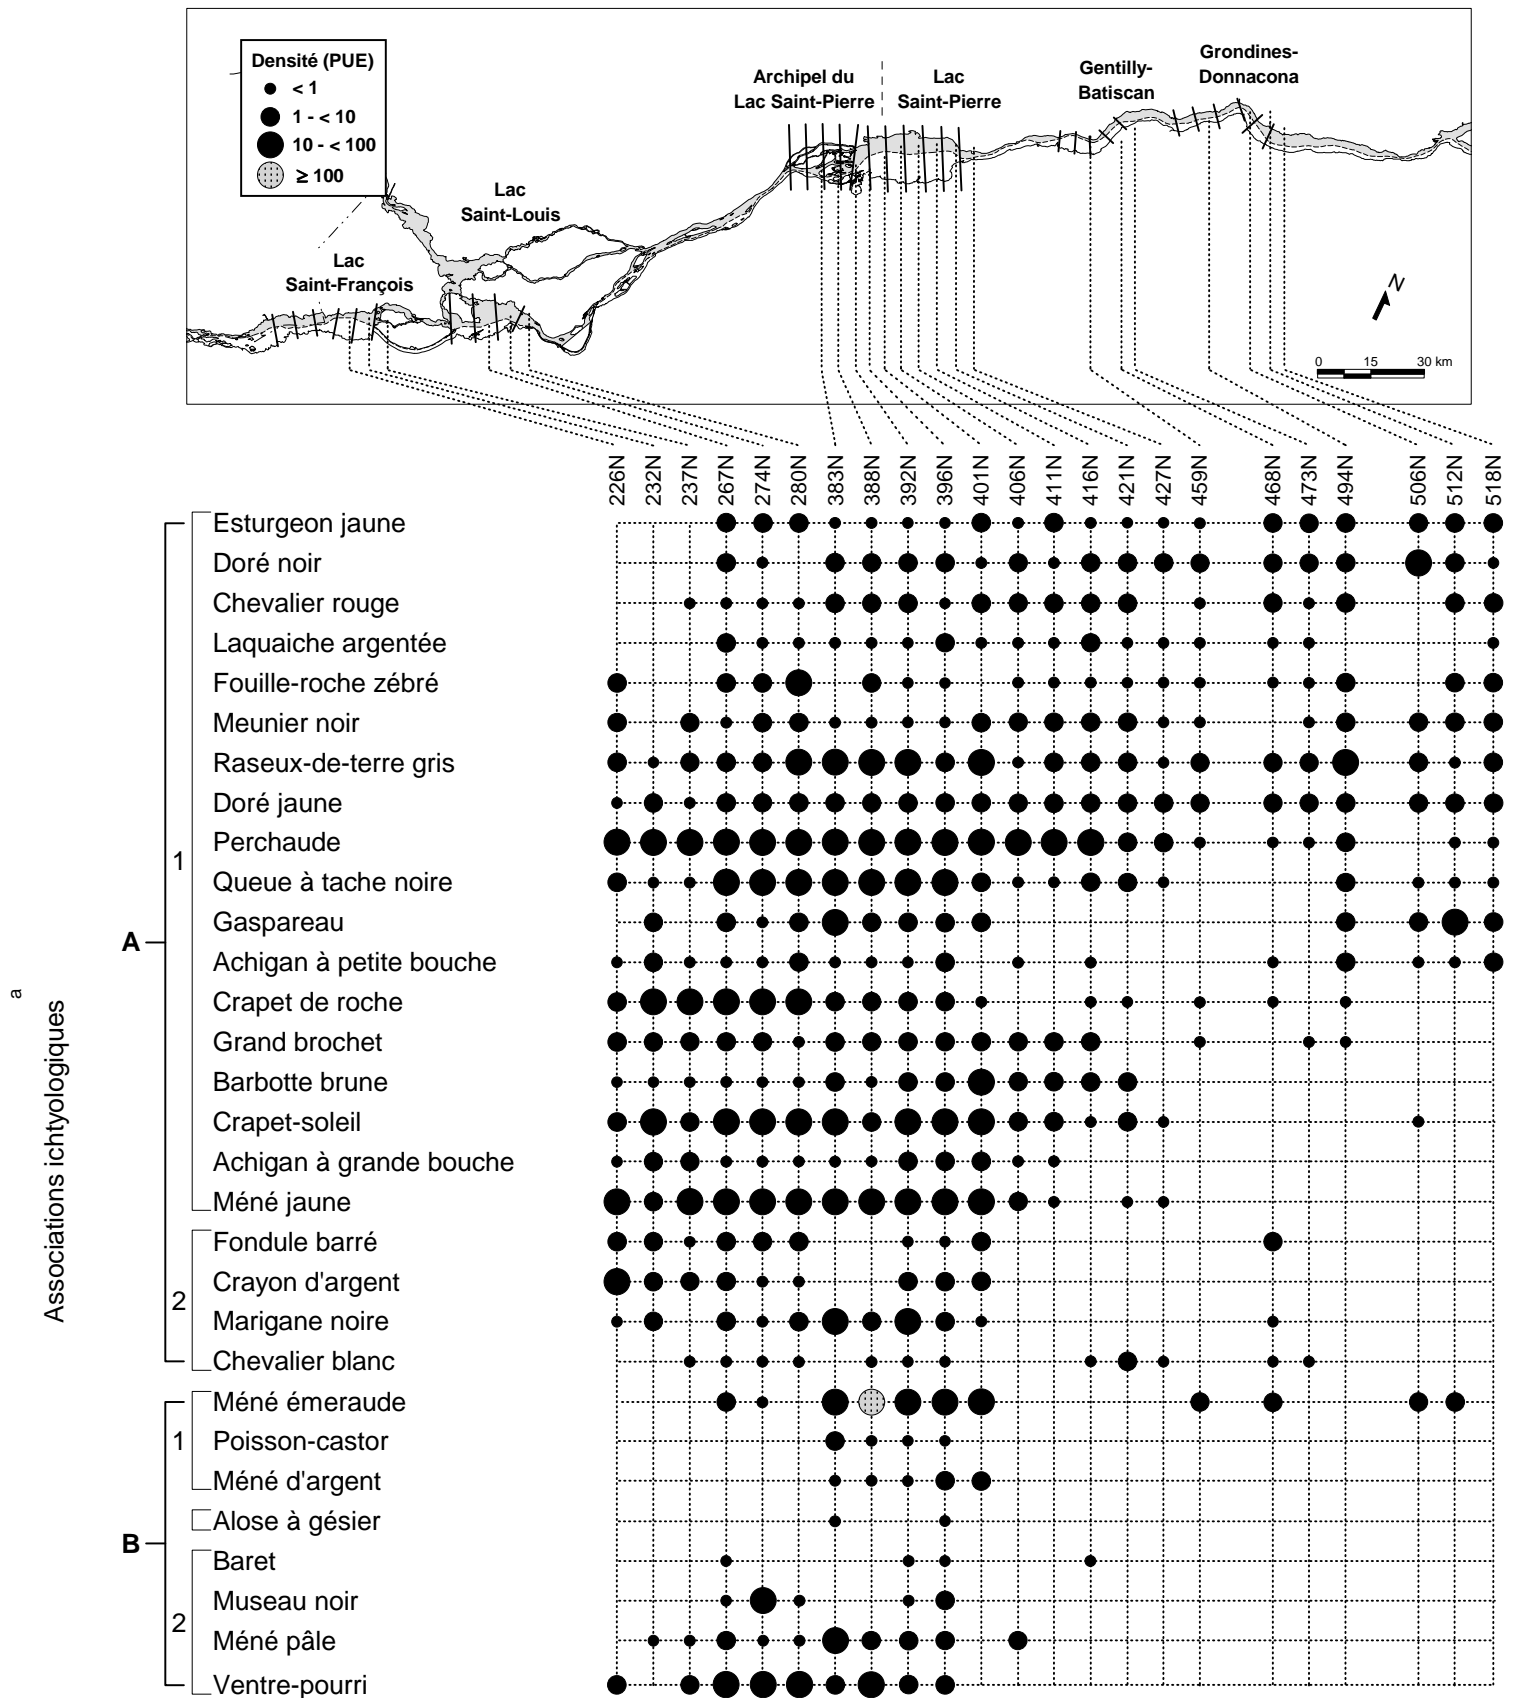 Densité (PUE)
< 1
1 - < 10
10 - < 100
≥ 100
Lac
Saint-François
Lac
Saint-Louis
Archipel du
Lac Saint-Pierre
Lac
Saint-Pierre
Gentilly-
Batiscan
Grondines-
Donnacona
N
0 15 30 km
226N 232N 237N 267N 274N 280N 383N 388N 392N 396N 401N 406N 411N 416N 421N 427N 459N 468N 473N 494N 506N 512N 518N
Associations ichtyologiques a
A
1
Esturgeon jaune
Doré noir
Chevalier rouge
Laquaiche argentée
Fouille-roche zébré
Meunier noir
Raseux-de-terre gris
Doré jaune
Perchaude
Queue à tache noire
Gaspareau
Achigan à petite bouche
Crapet de roche
Grand brochet
Barbotte brune
Crapet-soleil
Achigan à grande bouche
Méné jaune
2
Fondule barré
Crayon d'argent
Marigane noire
Chevalier blanc
B
1
Méné émeraude
Poisson-castor
Méné d'argent
Alose à gésier
2
Baret
Museau noir
Méné pâle
Ventre-pourri